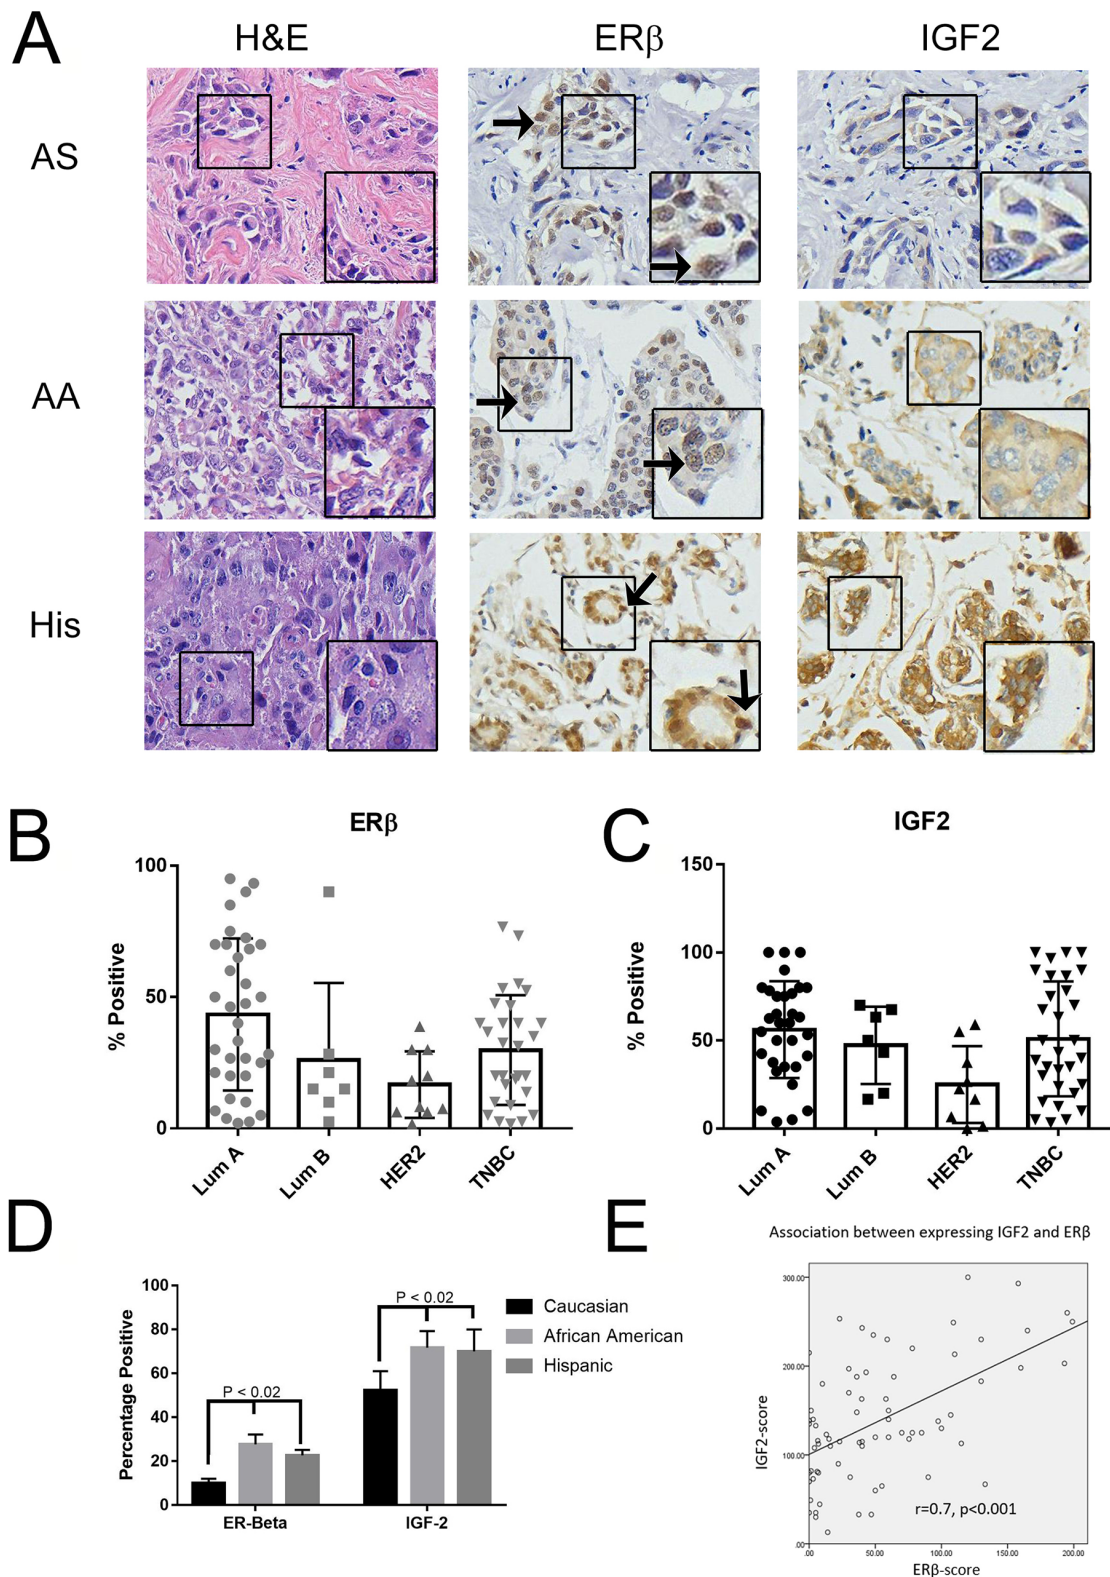 A
H&E
ERβ
IGF2
AS
AA
His
B
ERβ
% Positive
100
50
0
Lum A
Lum B
HER2
TNBC
C
IGF2
% Positive
150
100
50
0
Lum A
Lum B
HER2
TNBC
D
Percentage Positive
100
80
60
40
20
0
P < 0.02
P < 0.02
ER-Beta
IGF-2
Caucasian
African American
Hispanic
E
Association between expressing IGF2 and ERβ
IGF2-score
300.00
200.00
100.00
.00
r=0.7, p<0.001
.00
50.00
100.00
150.00
200.00
ERβ-score